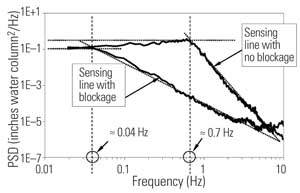 PSD (inches water column²/Hz)
1E+1
1E-1
1E-3
1E-5
1E-7
Sensing
line with
no blockage
Sensing
line with
blockage
≈ 0.04 Hz
≈ 0.7 Hz
0.01
0.10
1
10
Frequency (Hz)